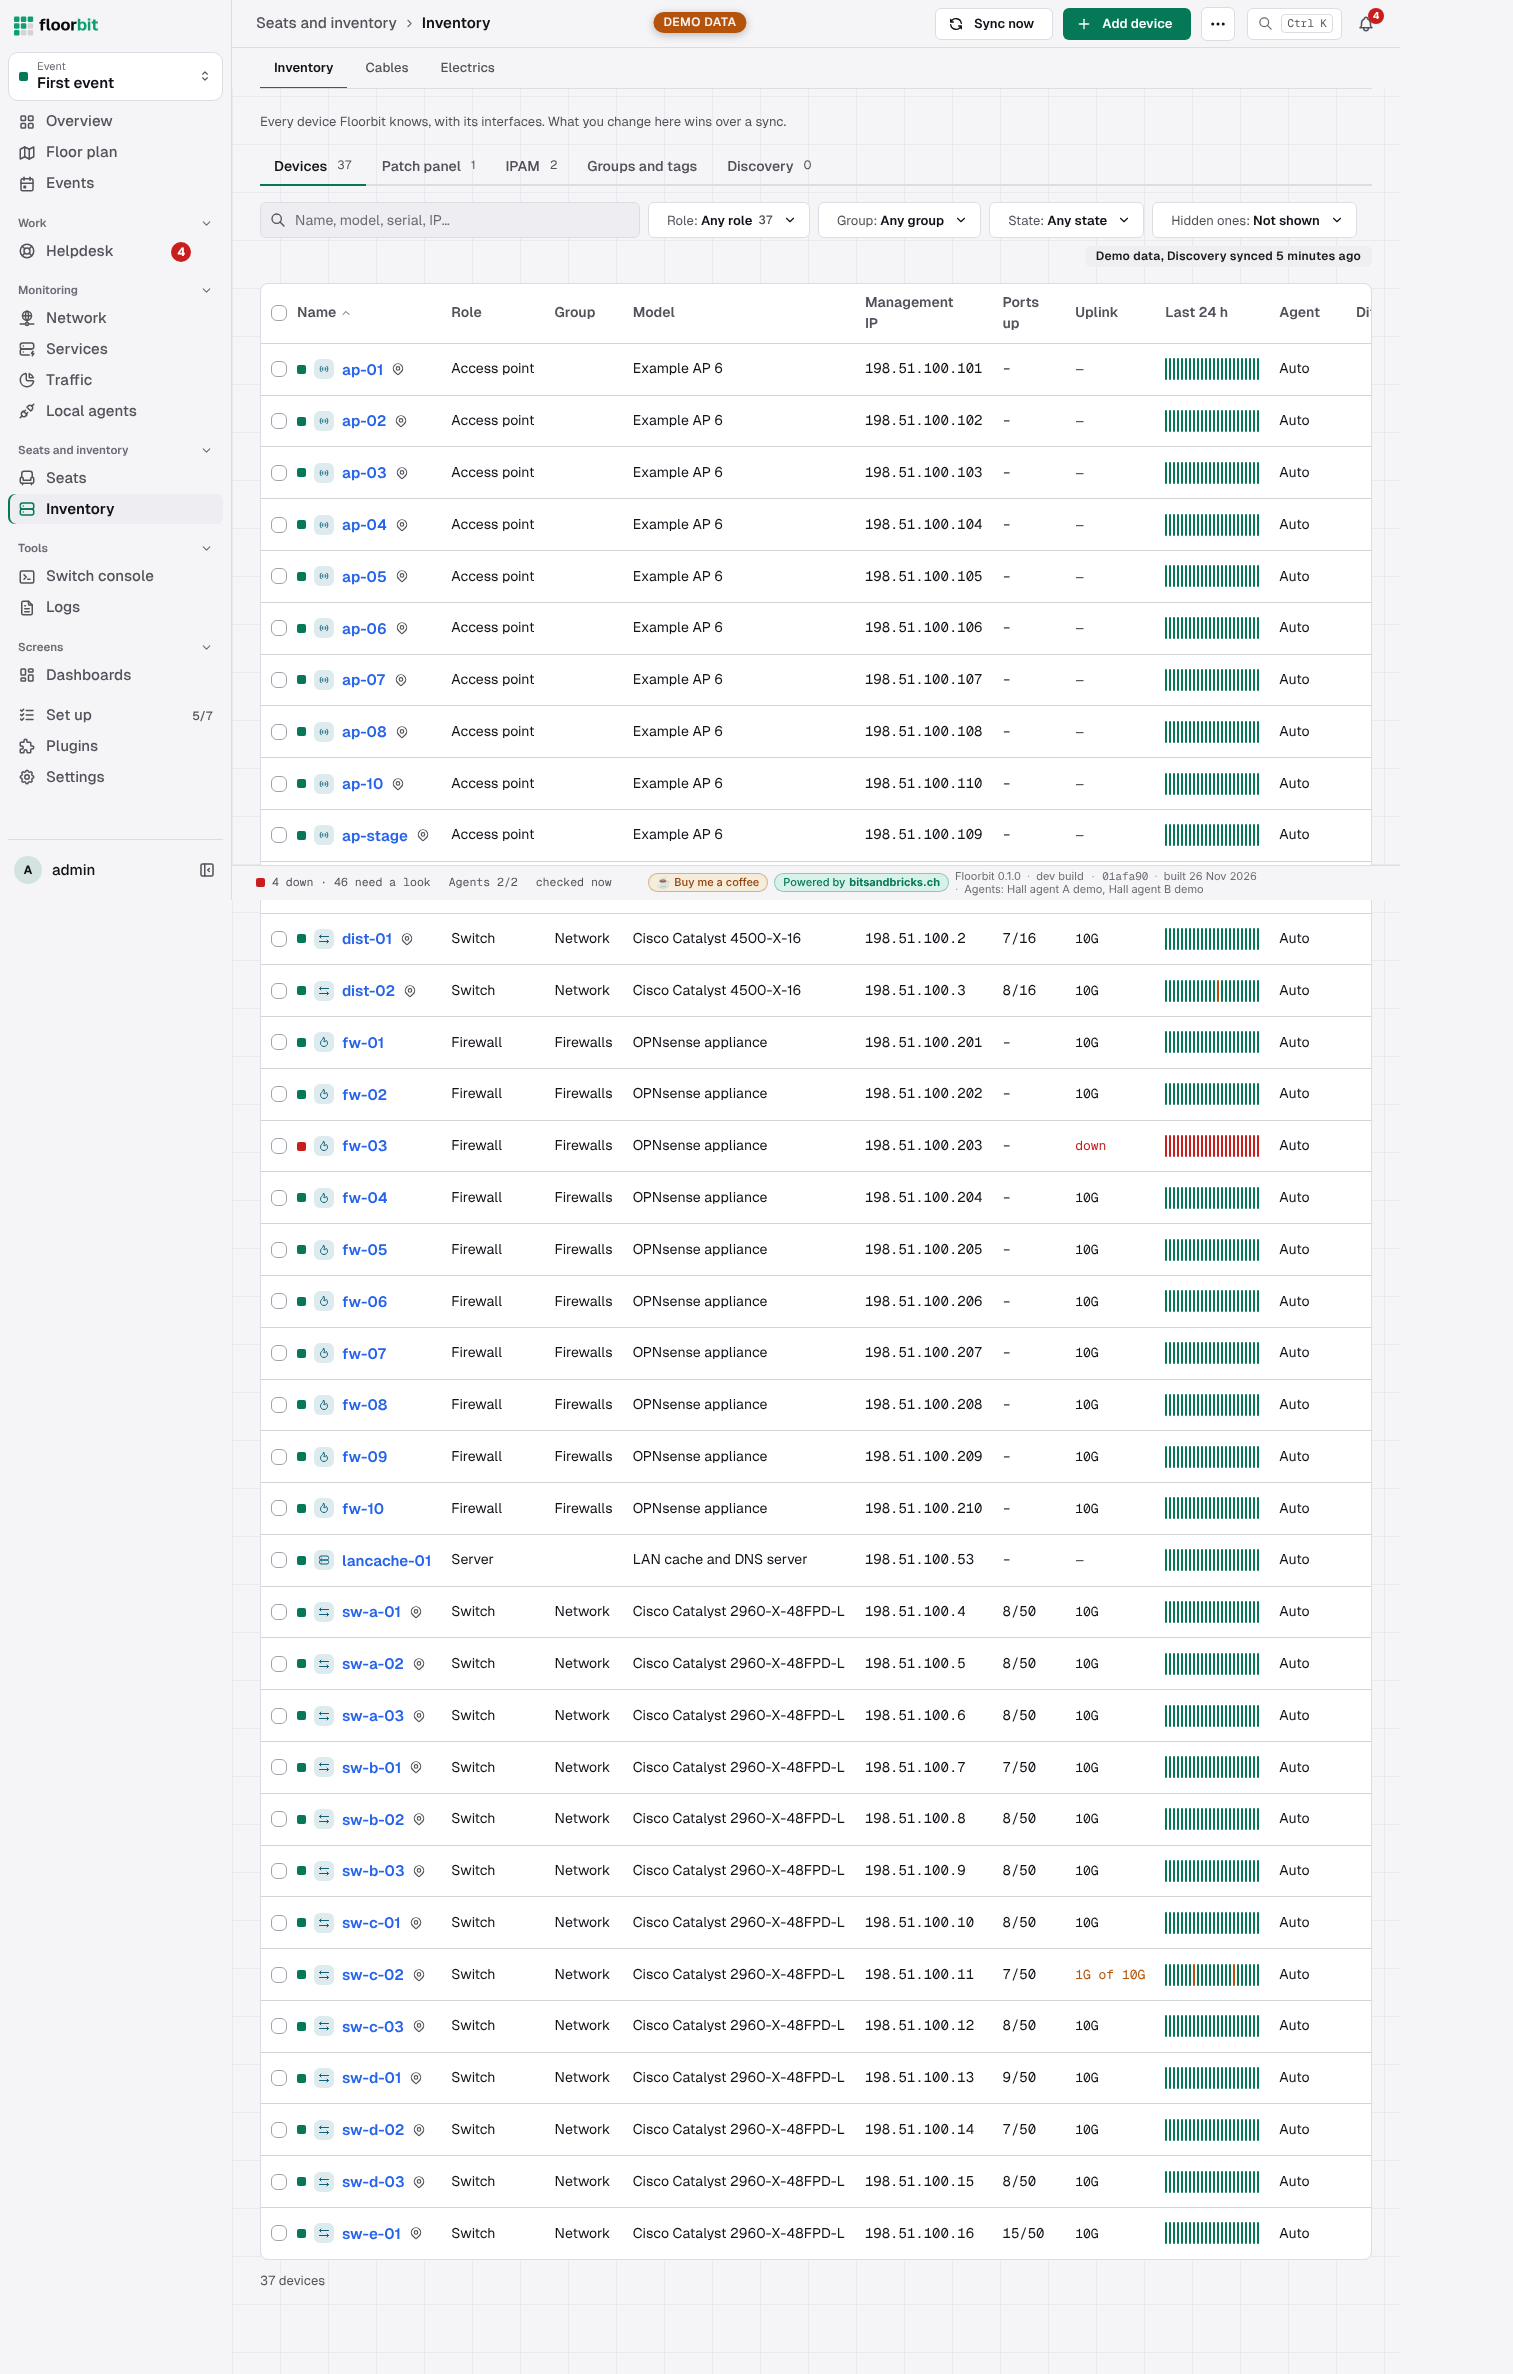 floorbit
Event
First event
Overview
Floor plan
Events
Work
Helpdesk 4
Monitoring
Network
Services
Traffic
Local agents
Seats and inventory
Seats
Inventory
Tools
Switch console
Logs
Screens
Dashboards
Set up 5/7
Plugins
Settings
A admin
Seats and inventory › Inventory
DEMO DATA
Sync now
Add device
Ctrl K
4
Inventory Cables Electrics
Every device Floorbit knows, with its interfaces. What you change here wins over a sync.
Devices 37 Patch panel 1 IPAM 2 Groups and tags Discovery 0
Name, model, serial, IP... Role: Any role 37 Group: Any group State: Any state Hidden ones: Not shown
Demo data, Discovery synced 5 minutes ago
Name Role Group Model Management IP Ports up Uplink Last 24 h Agent
ap-01 Access point Example AP 6 198.51.100.101 – – Auto
ap-02 Access point Example AP 6 198.51.100.102 – – Auto
ap-03 Access point Example AP 6 198.51.100.103 – – Auto
ap-04 Access point Example AP 6 198.51.100.104 – – Auto
ap-05 Access point Example AP 6 198.51.100.105 – – Auto
ap-06 Access point Example AP 6 198.51.100.106 – – Auto
ap-07 Access point Example AP 6 198.51.100.107 – – Auto
ap-08 Access point Example AP 6 198.51.100.108 – – Auto
ap-10 Access point Example AP 6 198.51.100.110 – – Auto
ap-stage Access point Example AP 6 198.51.100.109 – – Auto
4 down · 46 need a look Agents 2/2 checked now
Buy me a coffee
Powered by bitsandbricks.ch
Floorbit 0.1.0 · dev build · 01afa90 · built 26 Nov 2026
· Agents: Hall agent A demo, Hall agent B demo
dist-01 Switch Network Cisco Catalyst 4500-X-16 198.51.100.2 7/16 10G Auto
dist-02 Switch Network Cisco Catalyst 4500-X-16 198.51.100.3 8/16 10G Auto
fw-01 Firewall Firewalls OPNsense appliance 198.51.100.201 – 10G Auto
fw-02 Firewall Firewalls OPNsense appliance 198.51.100.202 – 10G Auto
fw-03 Firewall Firewalls OPNsense appliance 198.51.100.203 – down Auto
fw-04 Firewall Firewalls OPNsense appliance 198.51.100.204 – 10G Auto
fw-05 Firewall Firewalls OPNsense appliance 198.51.100.205 – 10G Auto
fw-06 Firewall Firewalls OPNsense appliance 198.51.100.206 – 10G Auto
fw-07 Firewall Firewalls OPNsense appliance 198.51.100.207 – 10G Auto
fw-08 Firewall Firewalls OPNsense appliance 198.51.100.208 – 10G Auto
fw-09 Firewall Firewalls OPNsense appliance 198.51.100.209 – 10G Auto
fw-10 Firewall Firewalls OPNsense appliance 198.51.100.210 – 10G Auto
lancache-01 Server LAN cache and DNS server 198.51.100.53 – – Auto
sw-a-01 Switch Network Cisco Catalyst 2960-X-48FPD-L 198.51.100.4 8/50 10G Auto
sw-a-02 Switch Network Cisco Catalyst 2960-X-48FPD-L 198.51.100.5 8/50 10G Auto
sw-a-03 Switch Network Cisco Catalyst 2960-X-48FPD-L 198.51.100.6 8/50 10G Auto
sw-b-01 Switch Network Cisco Catalyst 2960-X-48FPD-L 198.51.100.7 7/50 10G Auto
sw-b-02 Switch Network Cisco Catalyst 2960-X-48FPD-L 198.51.100.8 8/50 10G Auto
sw-b-03 Switch Network Cisco Catalyst 2960-X-48FPD-L 198.51.100.9 8/50 10G Auto
sw-c-01 Switch Network Cisco Catalyst 2960-X-48FPD-L 198.51.100.10 8/50 10G Auto
sw-c-02 Switch Network Cisco Catalyst 2960-X-48FPD-L 198.51.100.11 7/50 1G of 10G Auto
sw-c-03 Switch Network Cisco Catalyst 2960-X-48FPD-L 198.51.100.12 8/50 10G Auto
sw-d-01 Switch Network Cisco Catalyst 2960-X-48FPD-L 198.51.100.13 9/50 10G Auto
sw-d-02 Switch Network Cisco Catalyst 2960-X-48FPD-L 198.51.100.14 7/50 10G Auto
sw-d-03 Switch Network Cisco Catalyst 2960-X-48FPD-L 198.51.100.15 8/50 10G Auto
sw-e-01 Switch Network Cisco Catalyst 2960-X-48FPD-L 198.51.100.16 15/50 10G Auto
37 devices